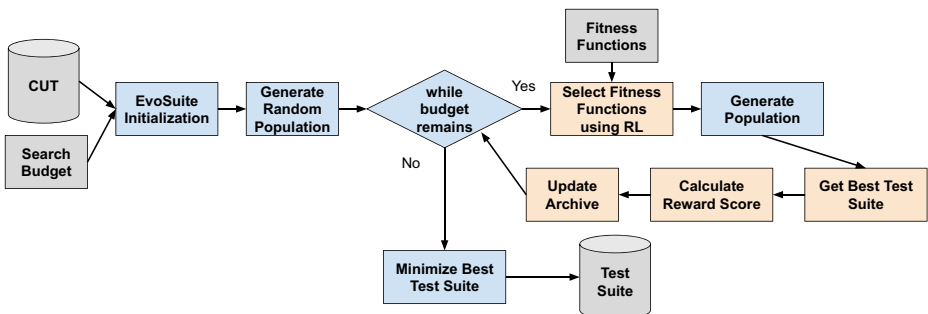 CUT
Search
Budget
EvoSuite
Initialization
Generate
Random
Population
while
budget
remains
Yes
No
Fitness
Functions
Select Fitness
Functions
using RL
Generate
Population
Get Best Test
Suite
Calculate
Reward Score
Update
Archive
Minimize Best
Test Suite
Test
Suite